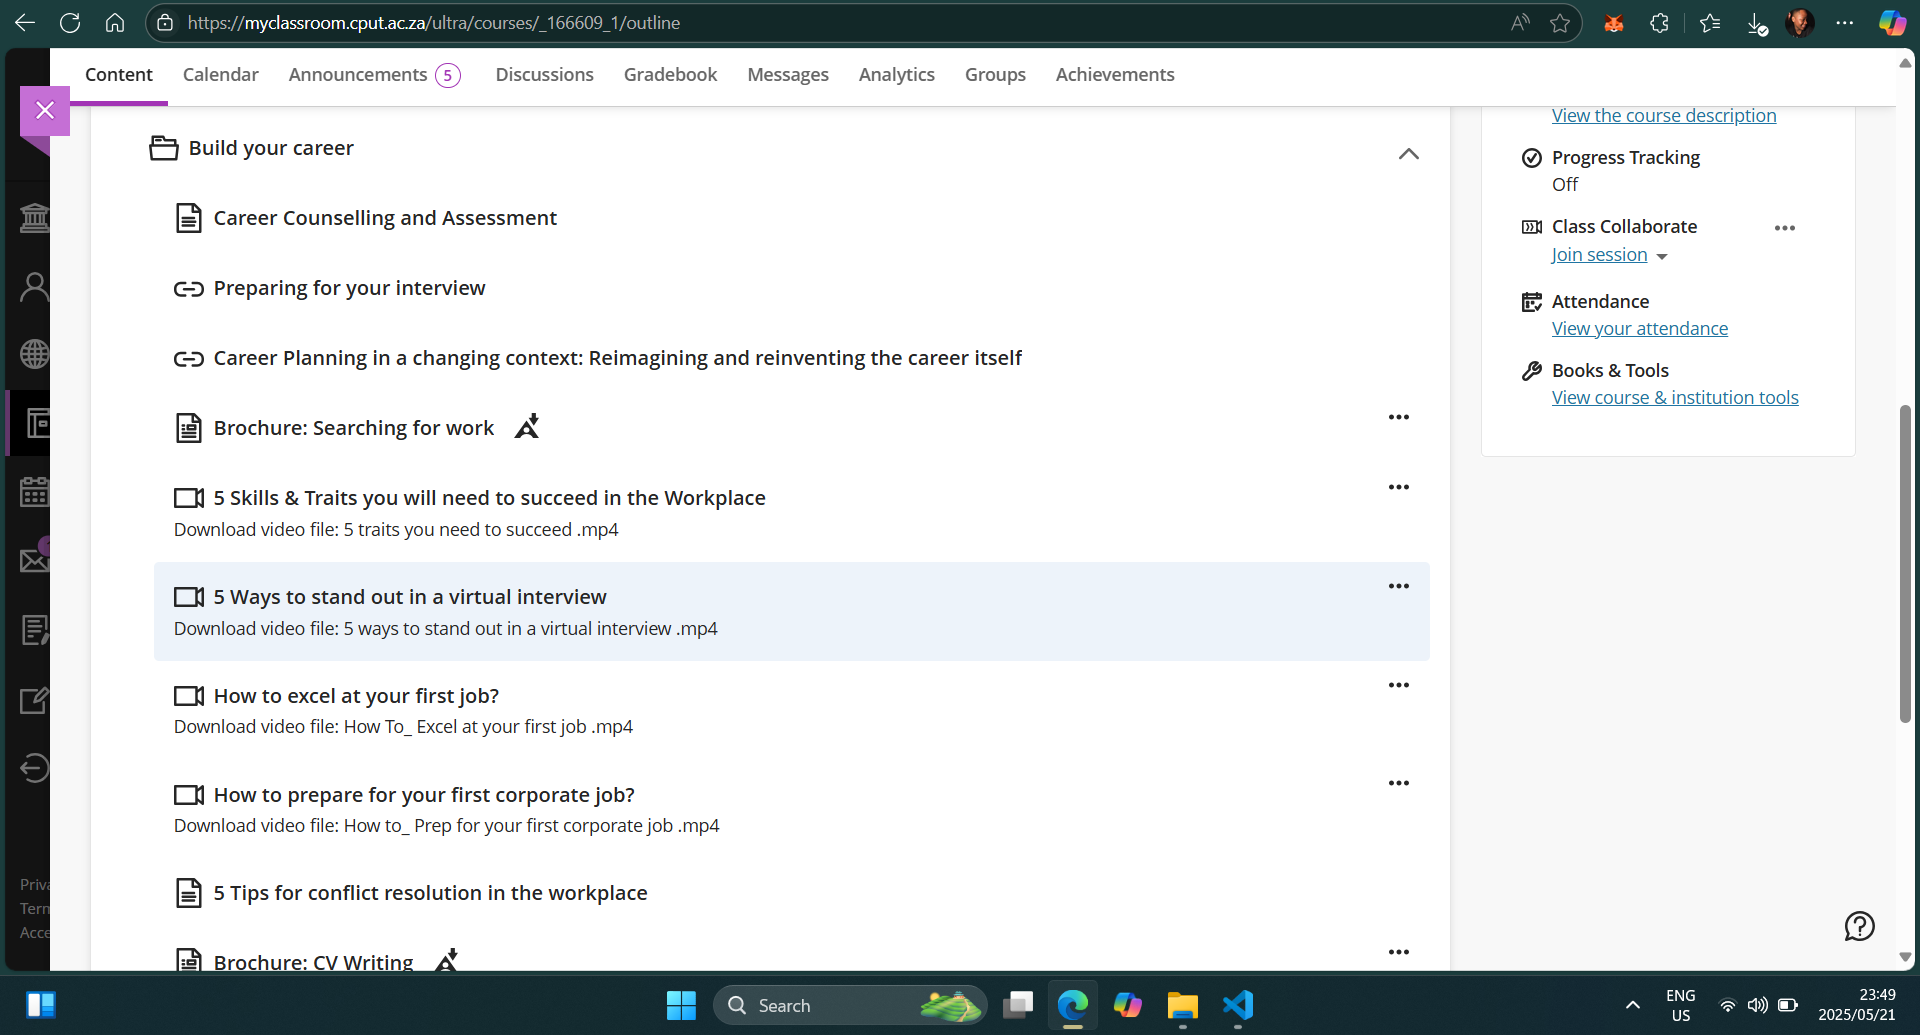 https://myclassroom.cput.ac.za/ultra/courses/_166609_1/outline
Content
Calendar
Announcements 5
Discussions
Gradebook
Messages
Analytics
Groups
Achievements
Build your career
Career Counselling and Assessment
Preparing for your interview
Career Planning in a changing context: Reimagining and reinventing the career itself
Brochure: Searching for work
5 Skills & Traits you will need to succeed in the Workplace
Download video file: 5 traits you need to succeed .mp4
5 Ways to stand out in a virtual interview
Download video file: 5 ways to stand out in a virtual interview .mp4
How to excel at your first job?
Download video file: How To_ Excel at your first job .mp4
How to prepare for your first corporate job?
Download video file: How to_ Prep for your first corporate job .mp4
5 Tips for conflict resolution in the workplace
Brochure: CV Writing
View the course description
Progress Tracking
Off
Class Collaborate
Join session
Attendance
View your attendance
Books & Tools
View course & institution tools
Priva
Tern
Acce
Search
ENG
US
23:49
2025/05/21